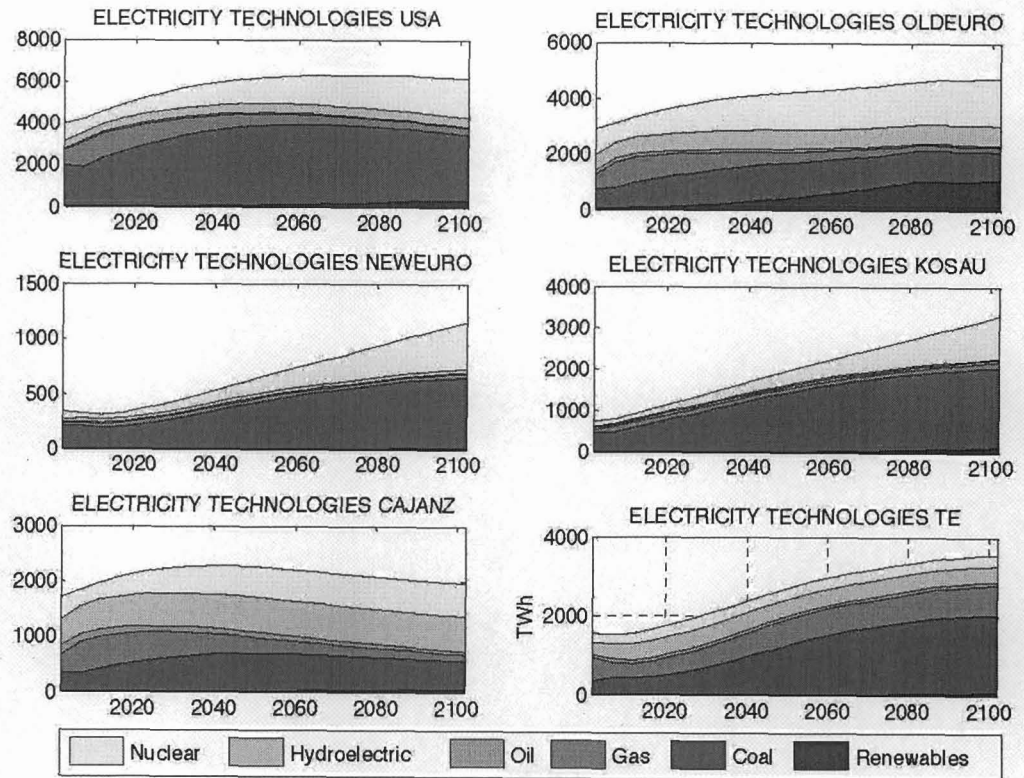 ELECTRICITY TECHNOLOGIES USA
8000
6000
4000
2000
0
2020 2040 2060 2080 2100
ELECTRICITY TECHNOLOGIES OLDEURO
6000
4000
2000
0
2020 2040 2060 2080 2100
ELECTRICITY TECHNOLOGIES NEWEURO
1500
1000
500
0
2020 2040 2060 2080 2100
ELECTRICITY TECHNOLOGIES KOSAU
4000
3000
2000
1000
0
2020 2040 2060 2080 2100
ELECTRICITY TECHNOLOGIES CAJANZ
3000
2000
1000
0
2020 2040 2060 2080 2100
ELECTRICITY TECHNOLOGIES TE
TWh
4000
2000
0
2020 2040 2060 2080 2100
Nuclear Hydroelectric Oil Gas Coal Renewables